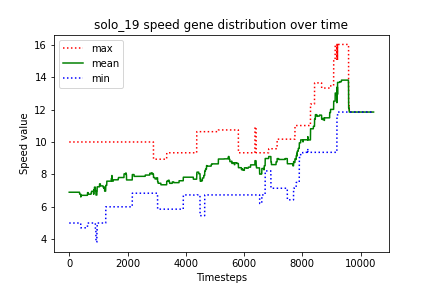 solo_19 speed gene distribution over time
max
mean
min
Speed value
16
14
12
10
8
6
4
0
2000
4000
6000
8000
10000
Timesteps